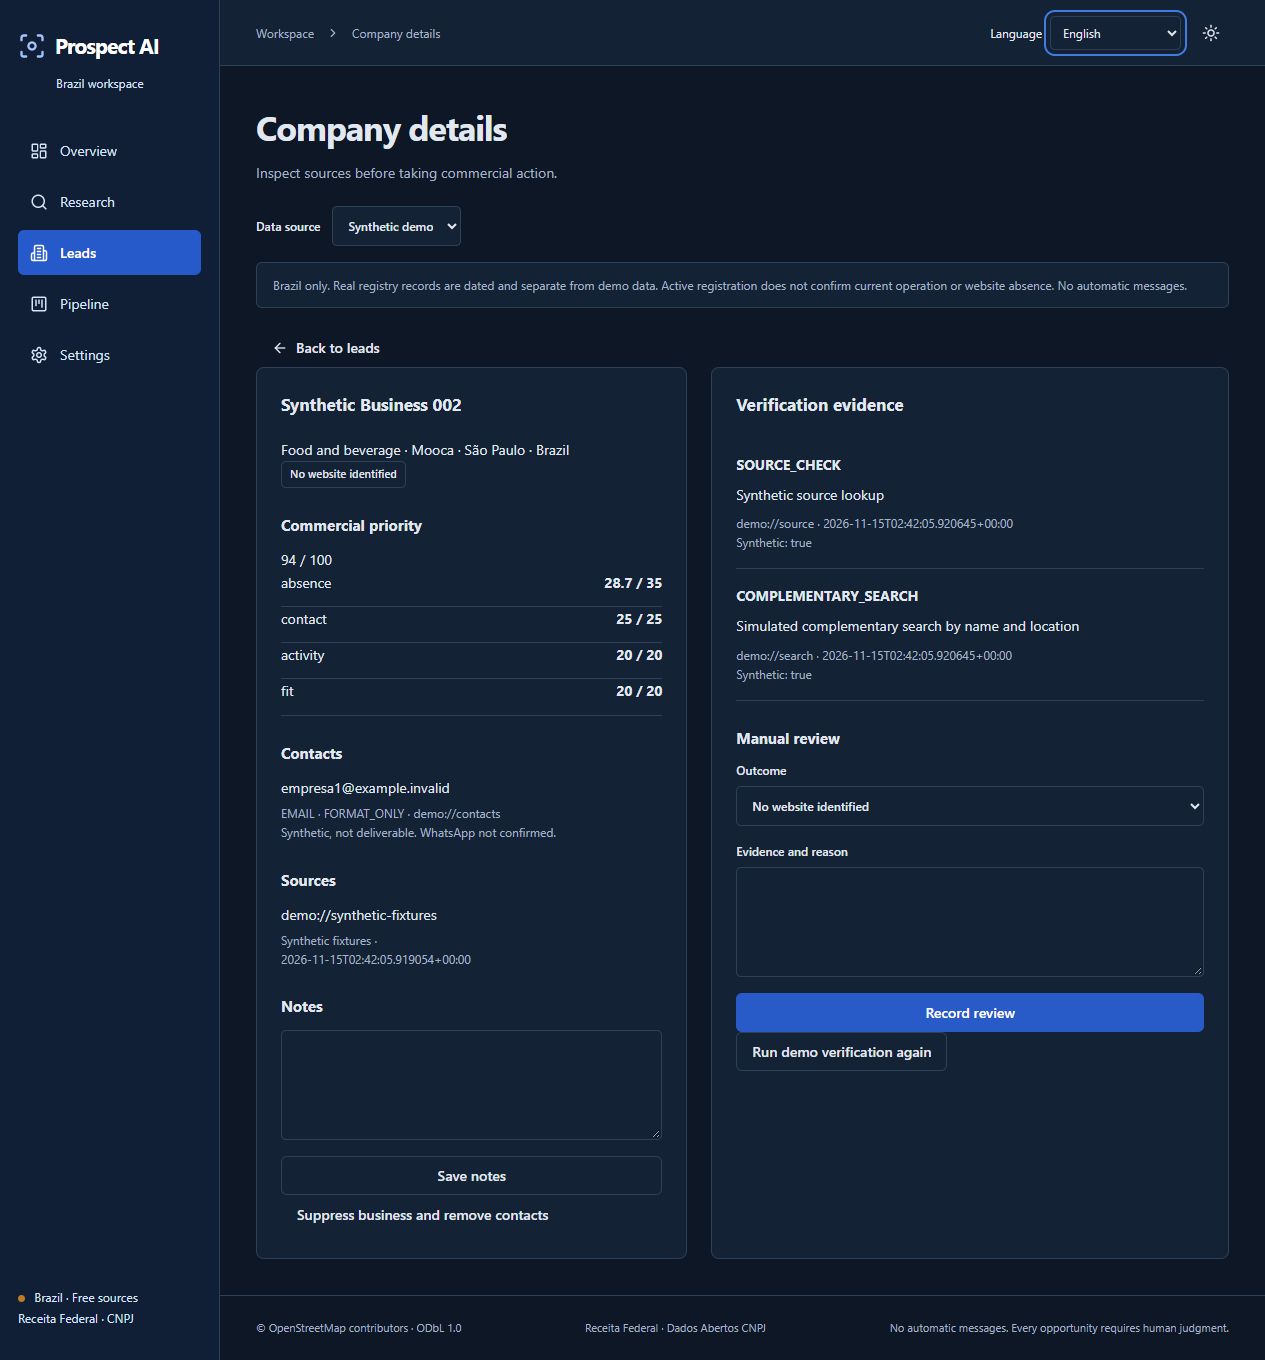 Prospect AI
Brazil workspace
Overview
Research
Leads
Pipeline
Settings
Brazil · Free sources
Receita Federal · CNPJ
Workspace > Company details
Language English
Company details
Inspect sources before taking commercial action.
Data source Synthetic demo
Brazil only. Real registry records are dated and separate from demo data. Active registration does not confirm current operation or website absence. No automatic messages.
Back to leads
Synthetic Business 002
Food and beverage · Mooca · São Paulo · Brazil
No website identified
Commercial priority
94 / 100
absence 28.7 / 35
contact 25 / 25
activity 20 / 20
fit 20 / 20
Contacts
empresa1@example.invalid
EMAIL · FORMAT_ONLY · demo://contacts
Synthetic, not deliverable. WhatsApp not confirmed.
Sources
demo://synthetic-fixtures
Synthetic fixtures ·
2026-11-15T02:42:05.919054+00:00
Notes
Save notes
Suppress business and remove contacts
Verification evidence
SOURCE_CHECK
Synthetic source lookup
demo://source · 2026-11-15T02:42:05.920645+00:00
Synthetic: true
COMPLEMENTARY_SEARCH
Simulated complementary search by name and location
demo://search · 2026-11-15T02:42:05.920645+00:00
Synthetic: true
Manual review
Outcome
No website identified
Evidence and reason
Record review
Run demo verification again
© OpenStreetMap contributors · ODbL 1.0
Receita Federal · Dados Abertos CNPJ
No automatic messages. Every opportunity requires human judgment.